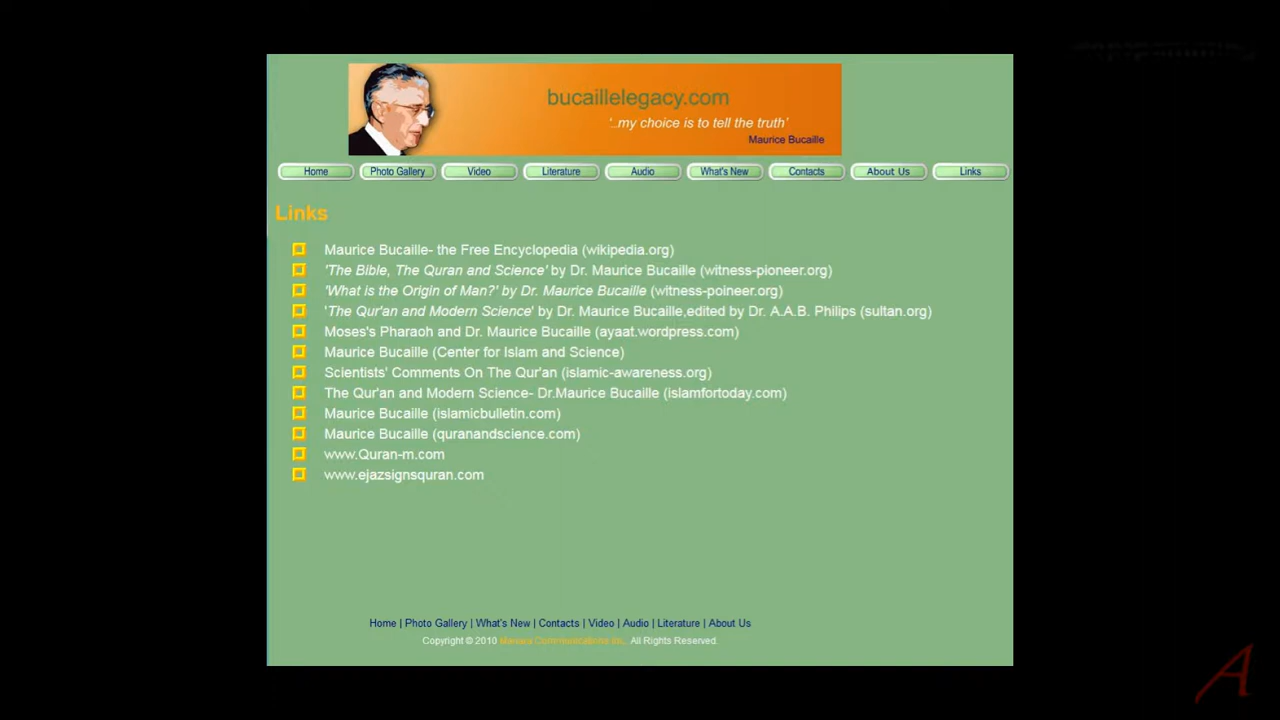 bucaillelegacy.com
'..my choice is to tell the truth'
Maurice Bucaille
Home Photo Gallery Video Literature Audio What's New Contacts About Us Links
Links
Maurice Bucaille- the Free Encyclopedia (wikipedia.org)
'The Bible, The Quran and Science' by Dr. Maurice Bucaille (witness-pioneer.org)
'What is the Origin of Man?' by Dr. Maurice Bucaille (witness-poineer.org)
'The Qur'an and Modern Science' by Dr. Maurice Bucaille,edited by Dr. A.A.B. Philips (sultan.org)
Moses's Pharaoh and Dr. Maurice Bucaille (ayaat.wordpress.com)
Maurice Bucaille (Center for Islam and Science)
Scientists' Comments On The Qur'an (islamic-awareness.org)
The Qur'an and Modern Science- Dr.Maurice Bucaille (islamfortoday.com)
Maurice Bucaille (islamicbulletin.com)
Maurice Bucaille (quranandscience.com)
www.Quran-m.com
www.ejazsignsquran.com
Home | Photo Gallery | What's New | Contacts | Video | Audio | Literature | About Us
Copyright © 2010 Manara Communications Inc. All Rights Reserved.
A